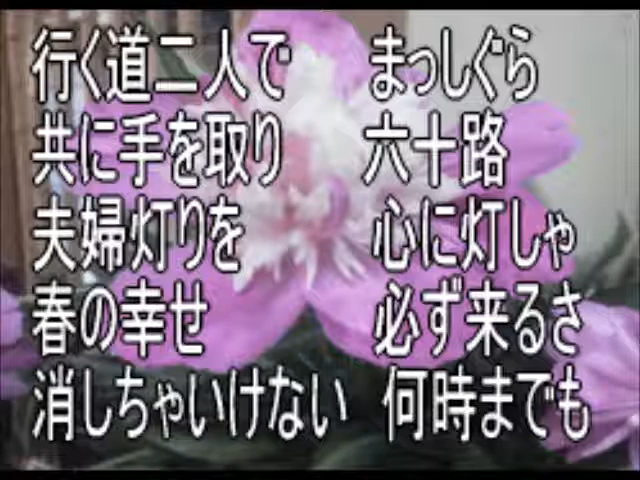 行く道二人で　まっしぐら
共に手を取り　六十路
夫婦灯りを　心に灯しゃ
春の幸せ　必ず来るさ
消しちゃいけない　何時までも